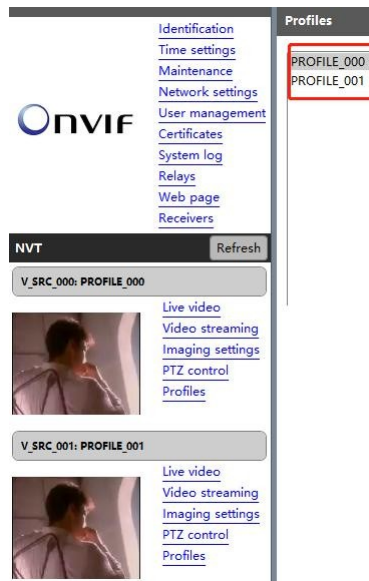 Identification
Time settings
Maintenance
Network settings
User management
Certificates
System log
Relays
Web page
Receivers
ONVIF
NVT
Refresh
V_SRC_000: PROFILE_000
Live video
Video streaming
Imaging settings
PTZ control
Profiles
V_SRC_001: PROFILE_001
Live video
Video streaming
Imaging settings
PTZ control
Profiles
Profiles
PROFILE_000
PROFILE_001